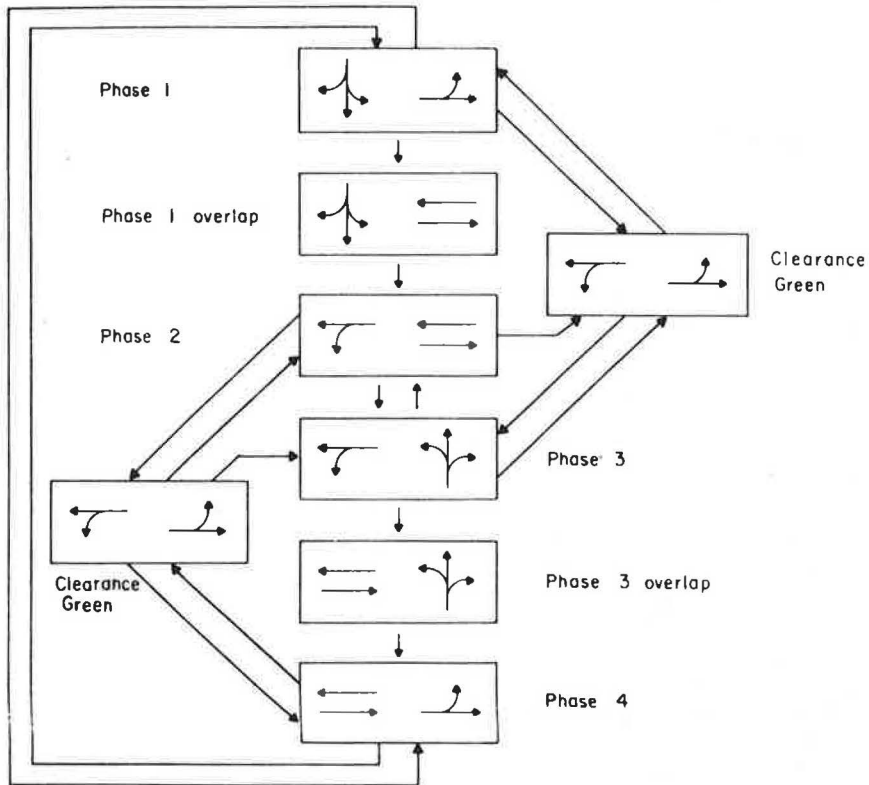 Phase 1
Phase 1 overlap
Clearance
Green
Phase 2
Phase 3
Clearance
Green
Phase 3 overlap
Phase 4